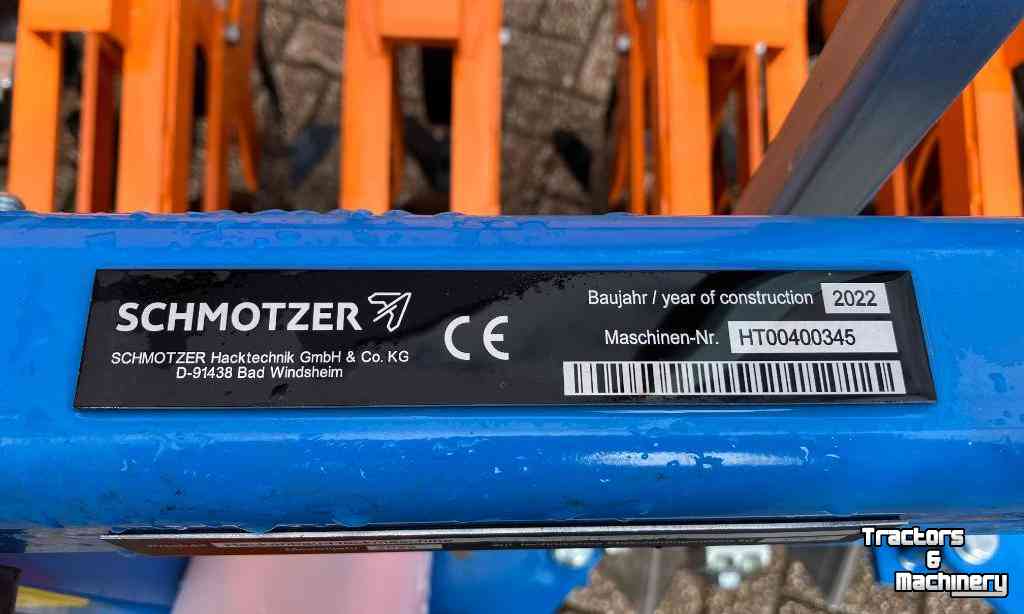 SCHMOTZER
SCHMOTZER Hacktechnik GmbH & Co. KG
D-91438 Bad Windsheim
CE
Baujahr / year of construction 2022
Maschinen-Nr. HT00400345
Tractors
&
Machinery